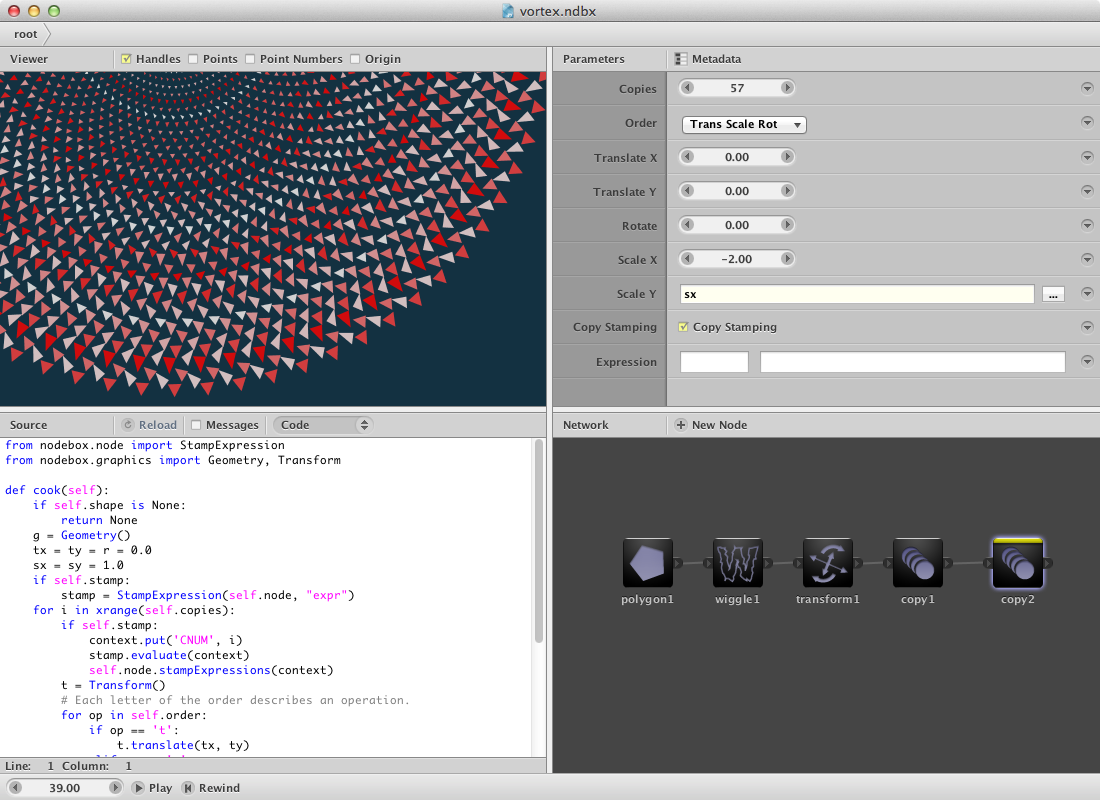 vortex.ndbx
root
Viewer Handles Points Point Numbers Origin
Parameters Metadata
Copies 57
Order Trans Scale Rot
Translate X 0.00
Translate Y 0.00
Rotate 0.00
Scale X -2.00
Scale Y sx ...
Copy Stamping Copy Stamping
Expression
Source Reload Messages Code
from nodebox.node import StampExpression
from nodebox.graphics import Geometry, Transform
def cook(self):
if self.shape is None:
return None
g = Geometry()
tx = ty = r = 0.0
sx = sy = 1.0
if self.stamp:
stamp = StampExpression(self.node, "expr")
for i in xrange(self.copies):
if self.stamp:
context.put('CNUM', i)
stamp.evaluate(context)
self.node.stampExpressions(context)
t = Transform()
# Each letter of the order describes an operation.
for op in self.order:
if op == 't':
t.translate(tx, ty)
Line: 1 Column: 1
Network New Node
polygon1 wiggle1 transform1 copy1 copy2
39.00 Play Rewind